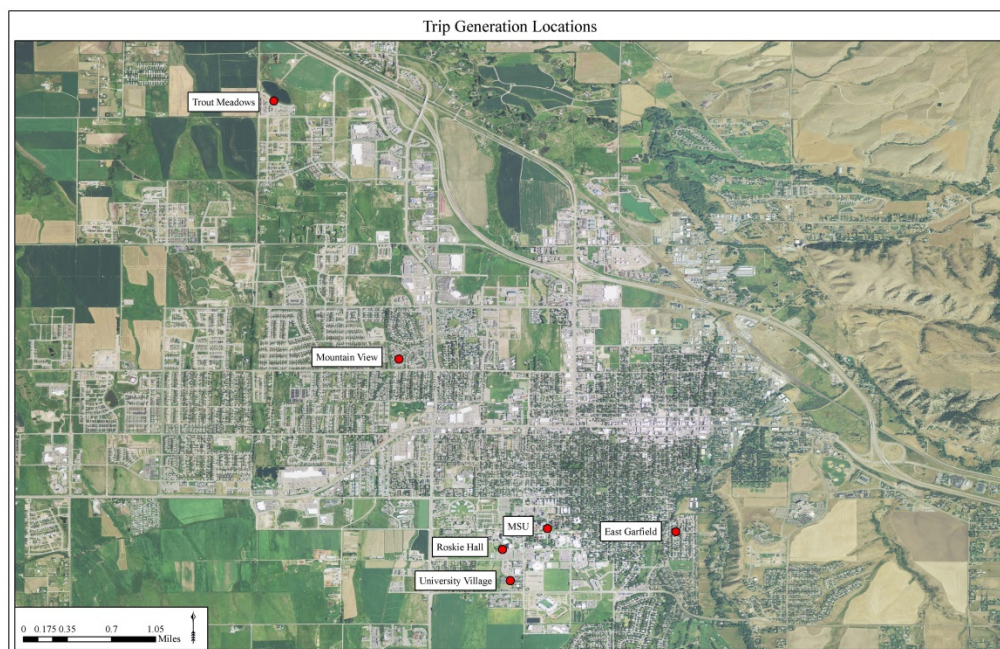 Trip Generation Locations
Trout Meadows
Mountain View
MSU
East Garfield
Roskie Hall
University Village
0 0.175 0.35 0.7 1.05
Miles